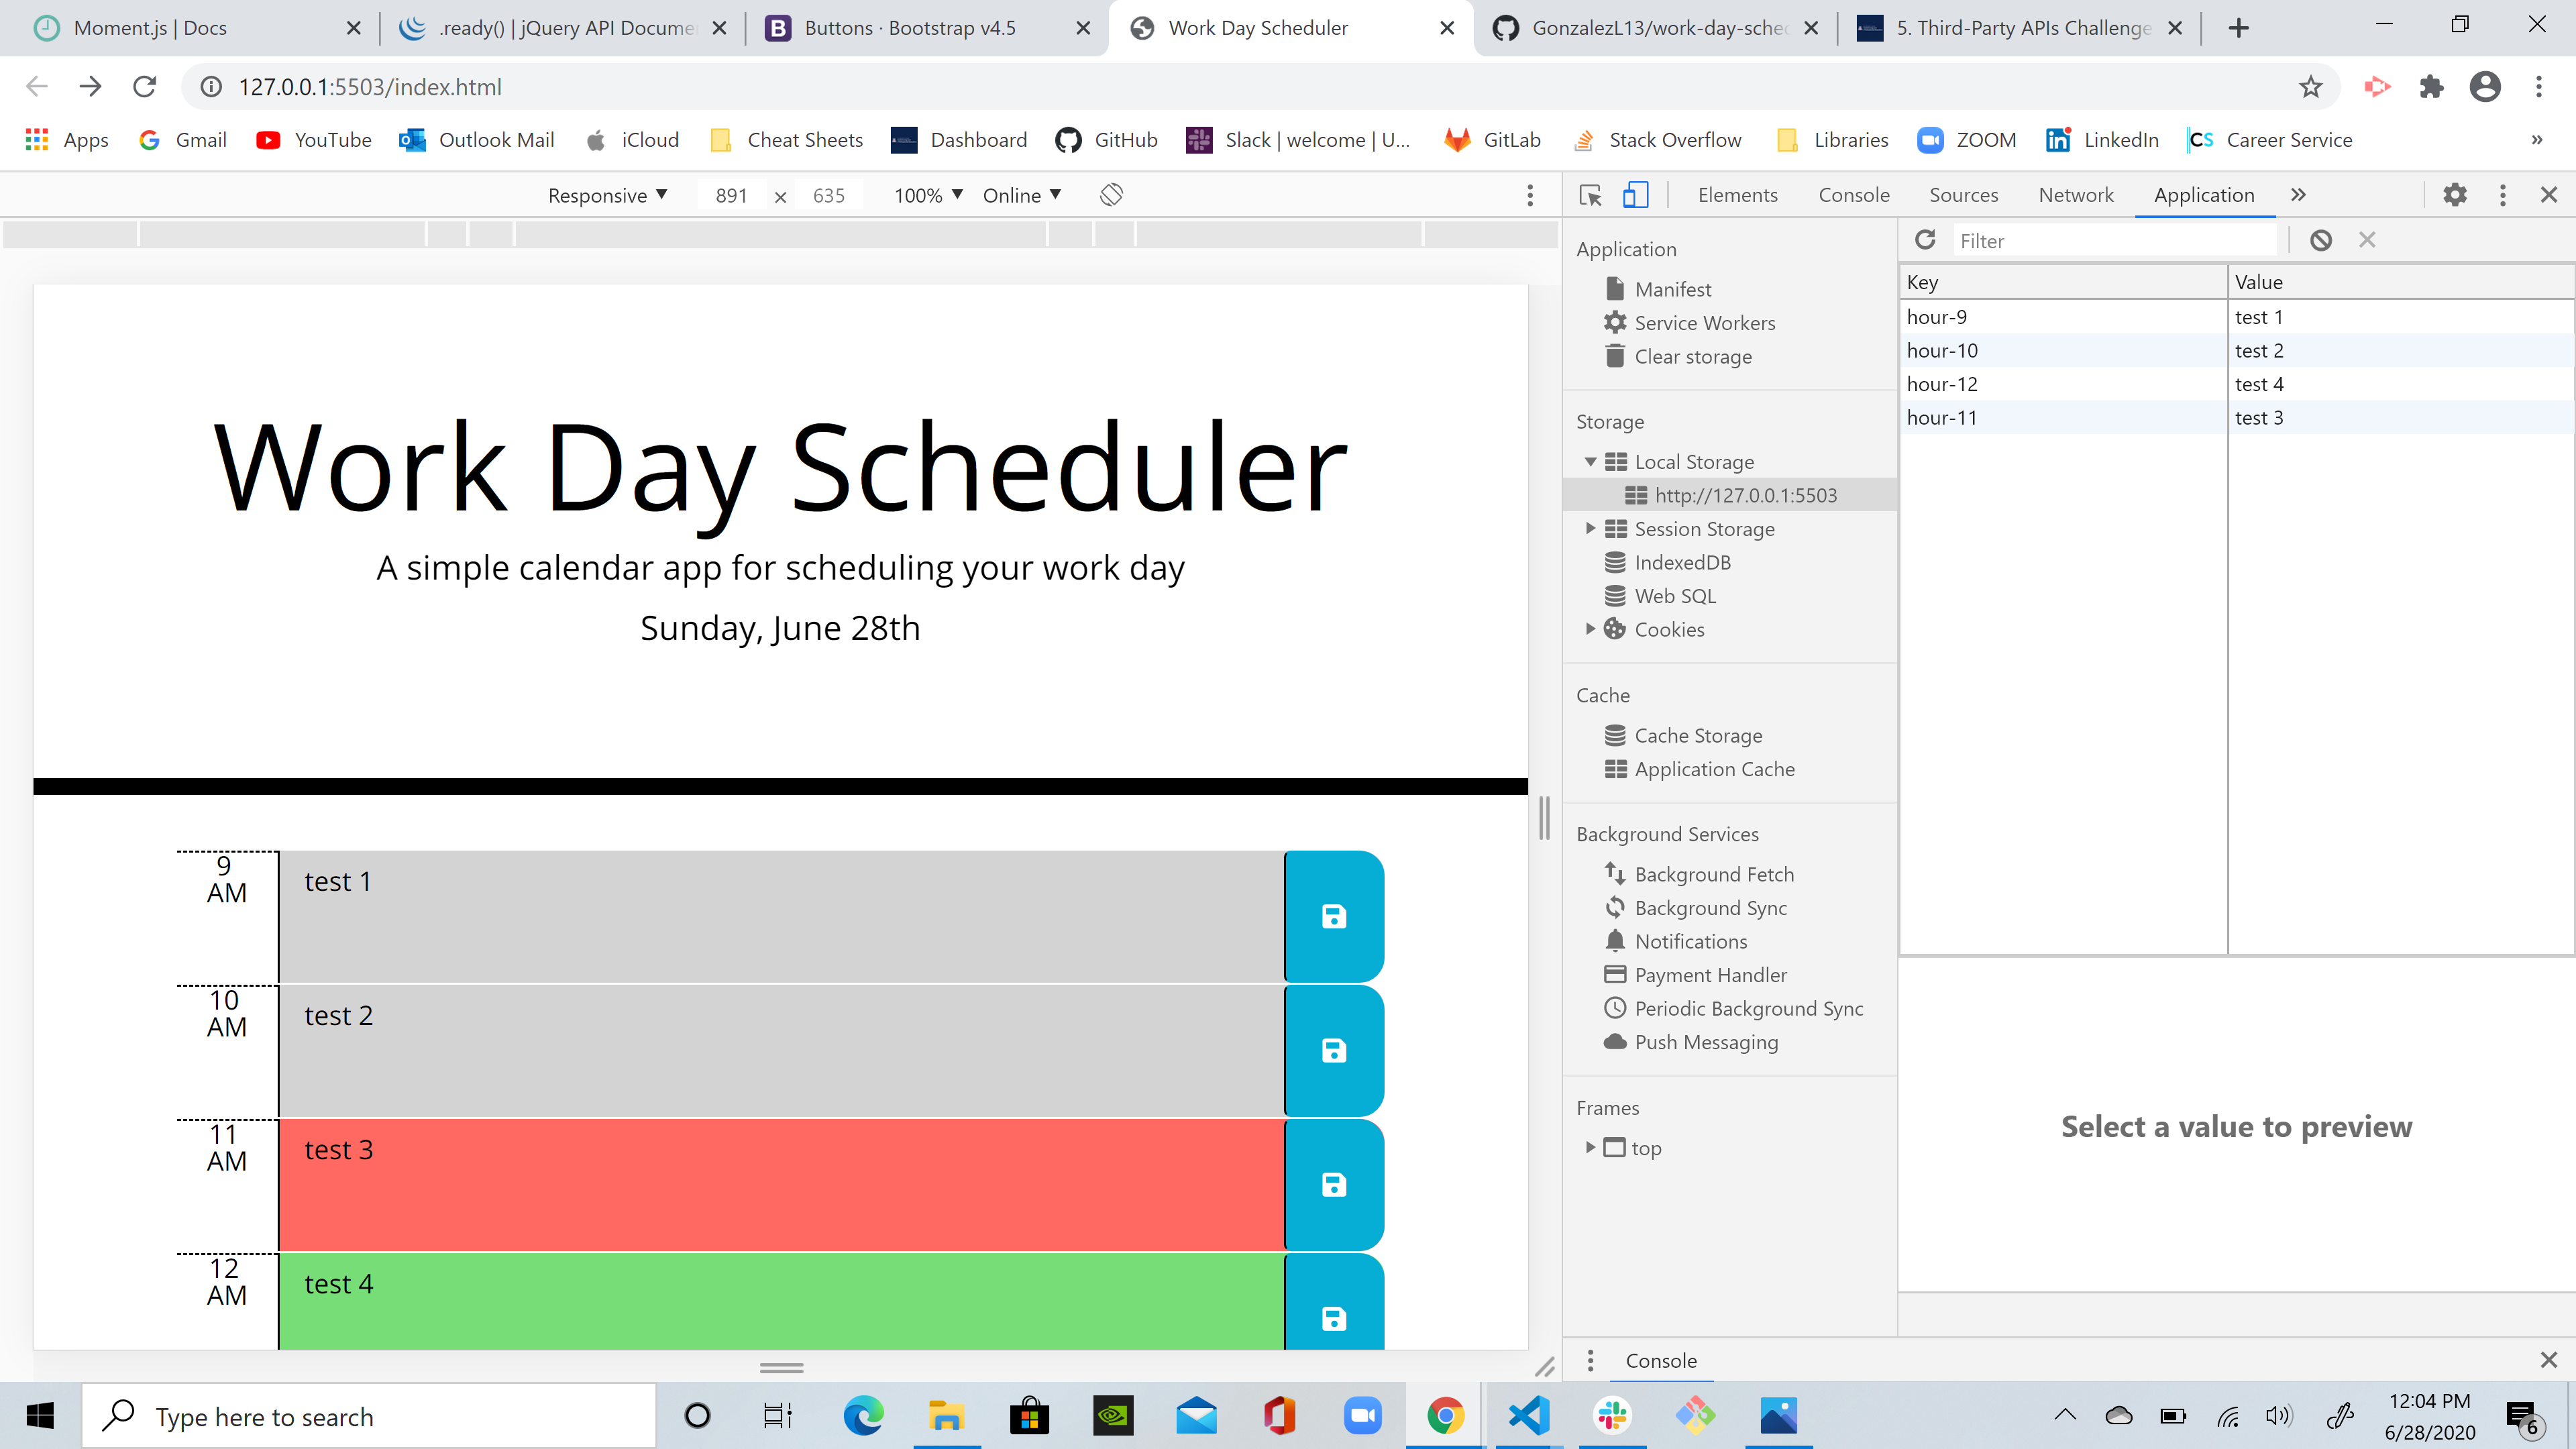 Moment.js | Docs
.ready() | jQuery API Docume
Buttons · Bootstrap v4.5
Work Day Scheduler
GonzalezL13/work-day-sched
5. Third-Party APIs Challenge
127.0.0.1:5503/index.html
Apps
Gmail
YouTube
Outlook Mail
iCloud
Cheat Sheets
Dashboard
GitHub
Slack | welcome | U...
GitLab
Stack Overflow
Libraries
ZOOM
LinkedIn
CS
Career Service
»
Responsive ▼
891 × 635
100% ▼
Online ▼
Elements
Console
Sources
Network
Application
»
Work Day Scheduler
A simple calendar app for scheduling your work day
Sunday, June 28th
9
AM
test 1
10
AM
test 2
11
AM
test 3
12
AM
test 4
Application
Manifest
Service Workers
Clear storage
Storage
Local Storage
http://127.0.0.1:5503
Session Storage
IndexedDB
Web SQL
Cookies
Cache
Cache Storage
Application Cache
Background Services
Background Fetch
Background Sync
Notifications
Payment Handler
Periodic Background Sync
Push Messaging
Frames
top
Filter
Key Value
hour-9 test 1
hour-10 test 2
hour-12 test 4
hour-11 test 3
Select a value to preview
Console
Type here to search
12:04 PM
6/28/2020
6